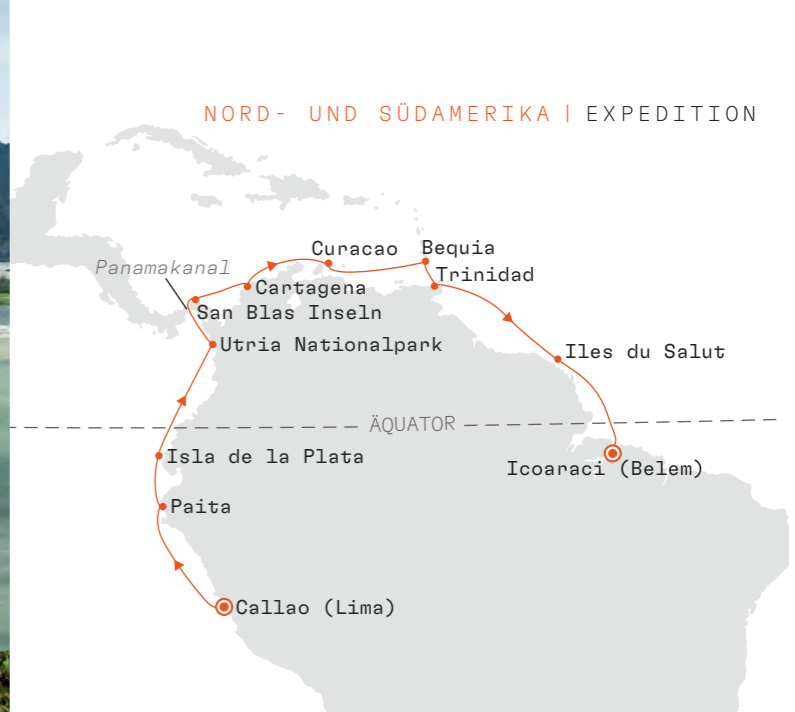 NORD- UND SÜDAMERIKA | EXPEDITION
Curacao
Bequia
Panamakanal
Trinidad
Cartagena
San Blas Inseln
Utria Nationalpark
Iles du Salut
ÄQUATOR
Isla de la Plata
Icoaraci (Belem)
Paita
Callao (Lima)